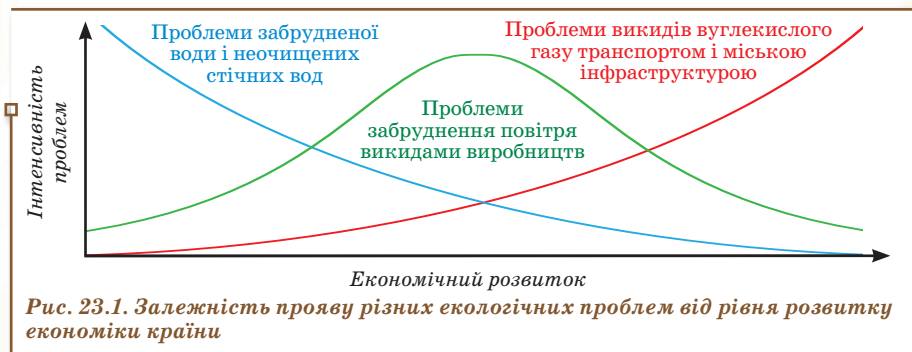 Проблеми забрудненої
води і неочищених
стічних вод
Проблеми викидів вуглекислого
газу транспортом і міською
інфраструктурою
Проблеми
забруднення повітря
викидами виробництв
Інтенсивність
проблем
Економічний розвиток
Рис. 23.1. Залежність прояву різних екологічних проблем від рівня розвитку
економіки країни